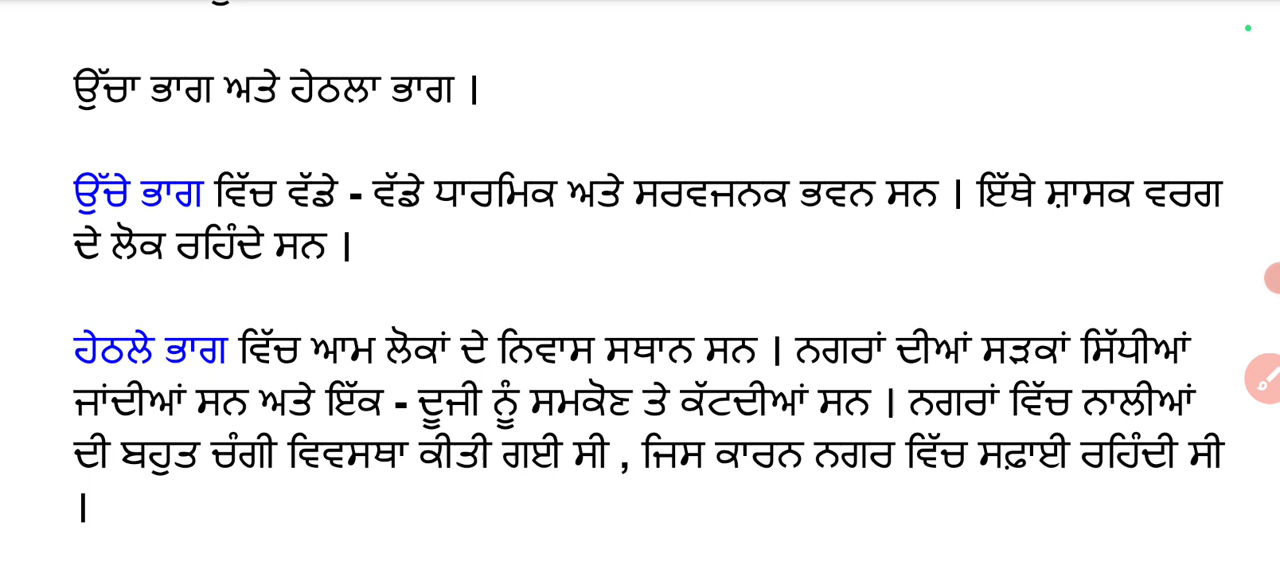 ਉੱਚਾ ਭਾਗ ਅਤੇ ਹੇਠਲਾ ਭਾਗ ।
ਉੱਚੇ ਭਾਗ ਵਿੱਚ ਵੱਡੇ - ਵੱਡੇ ਧਾਰਮਿਕ ਅਤੇ ਸਰਵਜਨਕ ਭਵਨ ਸਨ । ਇੱਥੇ ਸ਼ਾਸਕ ਵਰਗ
ਦੇ ਲੋਕ ਰਹਿੰਦੇ ਸਨ ।
ਹੇਠਲੇ ਭਾਗ ਵਿੱਚ ਆਮ ਲੋਕਾਂ ਦੇ ਨਿਵਾਸ ਸਥਾਨ ਸਨ । ਨਗਰਾਂ ਦੀਆਂ ਸੜਕਾਂ ਸਿੱਧੀਆਂ
ਜਾਂਦੀਆਂ ਸਨ ਅਤੇ ਇੱਕ - ਦੂਜੀ ਨੂੰ ਸਮਕੋਣ ਤੇ ਕੱਟਦੀਆਂ ਸਨ । ਨਗਰਾਂ ਵਿੱਚ ਨਾਲੀਆਂ
ਦੀ ਬਹੁਤ ਚੰਗੀ ਵਿਵਸਥਾ ਕੀਤੀ ਗਈ ਸੀ , ਜਿਸ ਕਾਰਨ ਨਗਰ ਵਿੱਚ ਸਫ਼ਾਈ ਰਹਿੰਦੀ ਸੀ
।